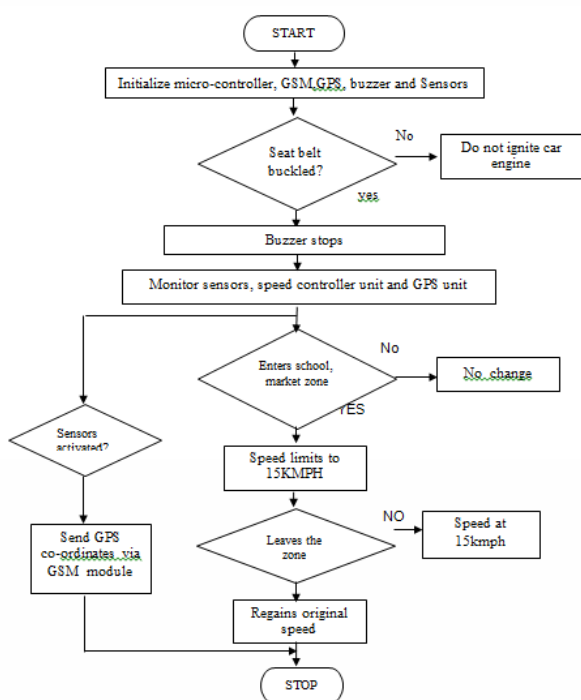 START
Initialize micro-controller, GSM,GPS, buzzer and Sensors
No
Seat belt
buckled?
Do not ignite car
engine
yes
Buzzer stops
Monitor sensors, speed controller unit and GPS unit
No
Enters school,
market zone
No change
YES
Sensors
activated?
Speed limits to
15KMPH
NO
Leaves the
zone
Speed at
15kmph
Send GPS
co-ordinates via
GSM module
Regains original
speed
STOP